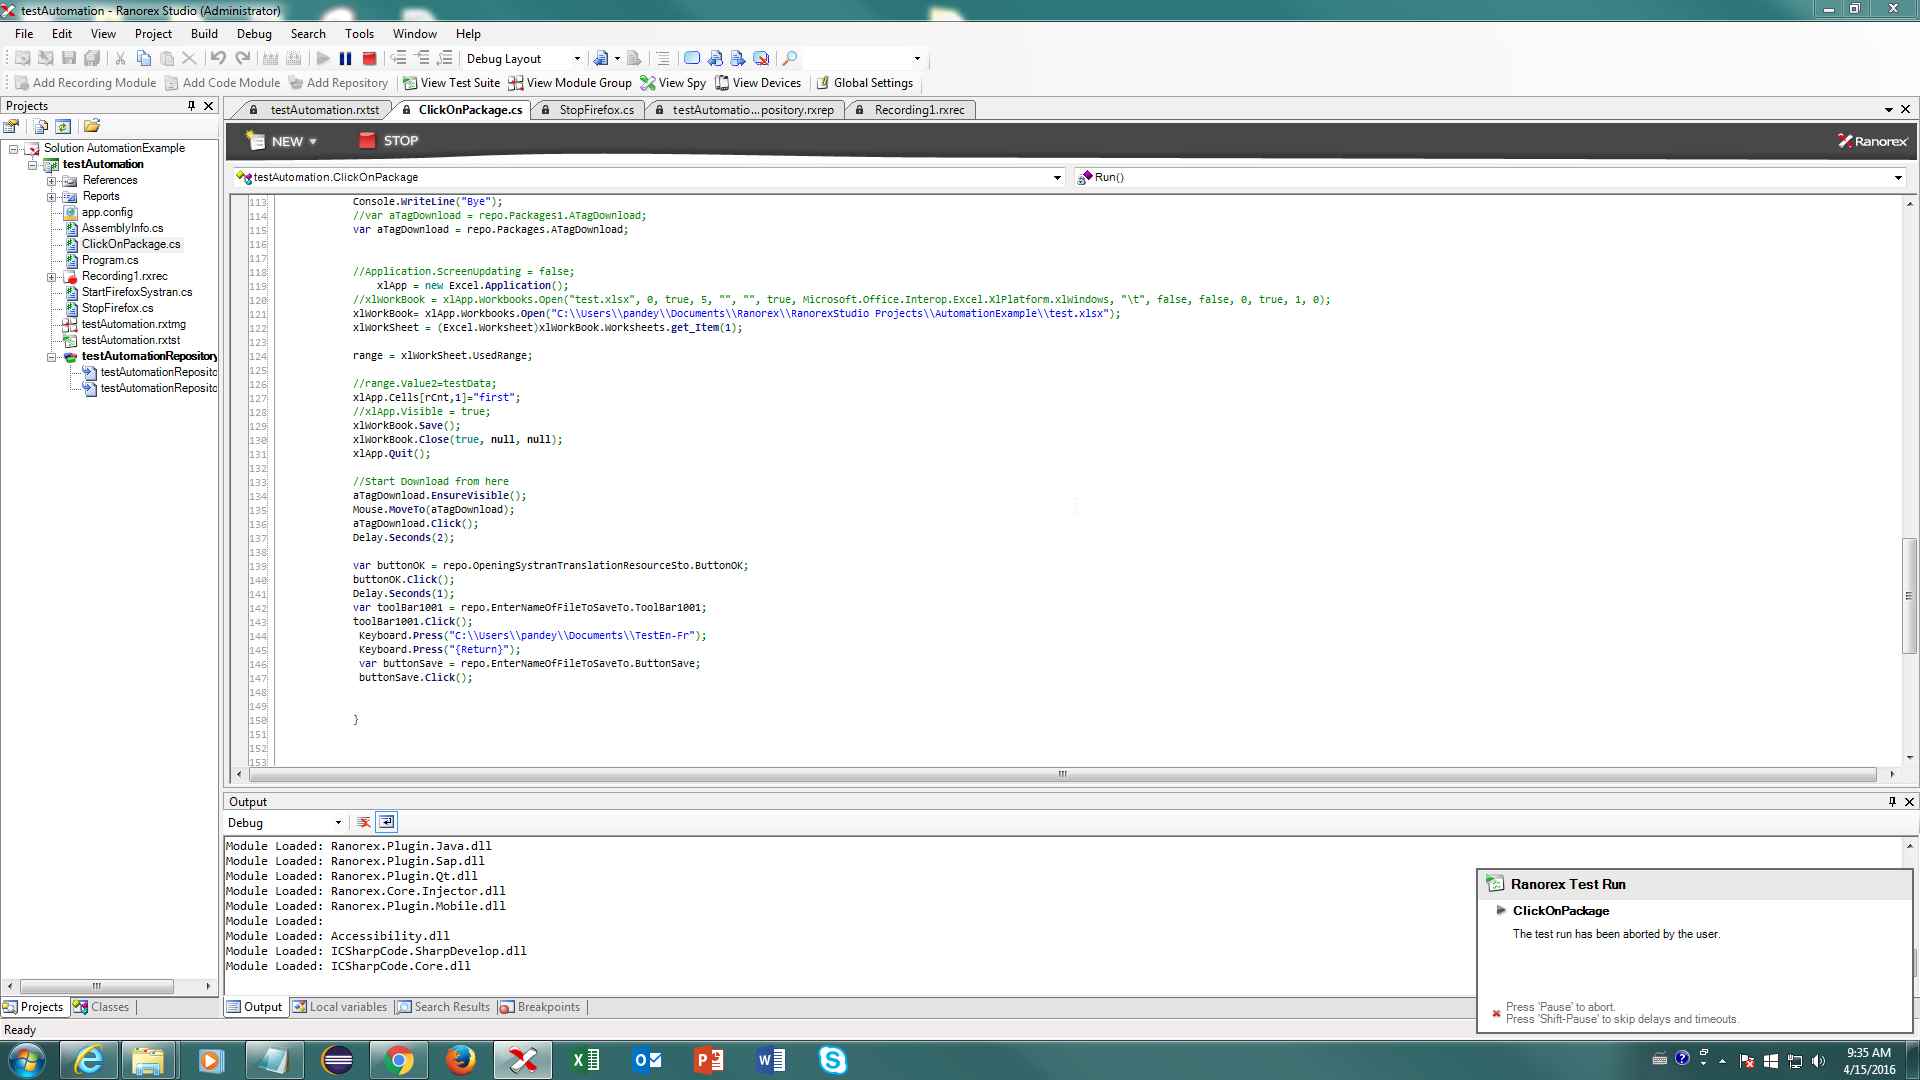 testAutomation - Ranorex Studio (Administrator)
File Edit View Project Build Debug Search Tools Window Help
Debug Layout
Add Recording Module Add Code Module Add Repository View Test Suite View Module Group View Spy View Devices Global Settings
Projects
testAutomation.rxtst ClickOnPackage.cs StopFirefox.cs testAutomatio...pository.rxrep Recording1.rxrec
NEW STOP
Ranorex
testAutomation.ClickOnPackage
Run()
Solution AutomationExample
testAutomation
References
Reports
app.config
AssemblyInfo.cs
ClickOnPackage.cs
Program.cs
Recording1.rxrec
StartFirefoxSystran.cs
StopFirefox.cs
testAutomation.rxtmg
testAutomation.rxtst
testAutomationRepository
testAutomationReposito
testAutomationReposito
113 Console.WriteLine("Bye");
114 //var aTagDownload = repo.Packages1.ATagDownload;
115 var aTagDownload = repo.Packages.ATagDownload;
116
117
118 //Application.ScreenUpdating = false;
119 xlApp = new Excel.Application();
120 //xlWorkBook = xlApp.Workbooks.Open("test.xlsx", 0, true, 5, "", "", true, Microsoft.Office.Interop.Excel.XlPlatform.xlWindows, "\t", false, false, 0, true, 1, 0);
121 xlWorkBook= xlApp.Workbooks.Open("C:\\Users\\pandey\\Documents\\Ranorex\\RanorexStudio Projects\\AutomationExample\\test.xlsx");
122 xlWorkSheet = (Excel.Worksheet)xlWorkBook.Worksheets.get_Item(1);
123
124 range = xlWorkSheet.UsedRange;
125
126 //range.Value2=testData;
127 xlApp.Cells[rCnt,1]="first";
128 //xlApp.Visible = true;
129 xlWorkBook.Save();
130 xlWorkBook.Close(true, null, null);
131 xlApp.Quit();
132
133 //Start Download from here
134 aTagDownload.EnsureVisible();
135 Mouse.MoveTo(aTagDownload);
136 aTagDownload.Click();
137 Delay.Seconds(2);
138
139 var buttonOK = repo.OpeningSystranTranslationResourceSto.ButtonOK;
140 buttonOK.Click();
141 Delay.Seconds(1);
142 var toolBar1001 = repo.EnterNameOfFileToSaveTo.ToolBar1001;
143 toolBar1001.Click();
144 Keyboard.Press("C:\\Users\\pandey\\Documents\\TestEn-Fr");
145 Keyboard.Press("{Return}");
146 var buttonSave = repo.EnterNameOfFileToSaveTo.ButtonSave;
147 buttonSave.Click();
148
149
150 }
151
152
153
Output
Debug
Module Loaded: Ranorex.Plugin.Java.dll
Module Loaded: Ranorex.Plugin.Sap.dll
Module Loaded: Ranorex.Plugin.Qt.dll
Module Loaded: Ranorex.Core.Injector.dll
Module Loaded: Ranorex.Plugin.Mobile.dll
Module Loaded:
Module Loaded: Accessibility.dll
Module Loaded: ICSharpCode.SharpDevelop.dll
Module Loaded: ICSharpCode.Core.dll
Ranorex Test Run
ClickOnPackage
The test run has been aborted by the user.
Press 'Pause' to abort.
Press 'Shift-Pause' to skip delays and timeouts.
Projects Classes
Output Local variables Search Results Breakpoints
Ready
9:35 AM
4/15/2016